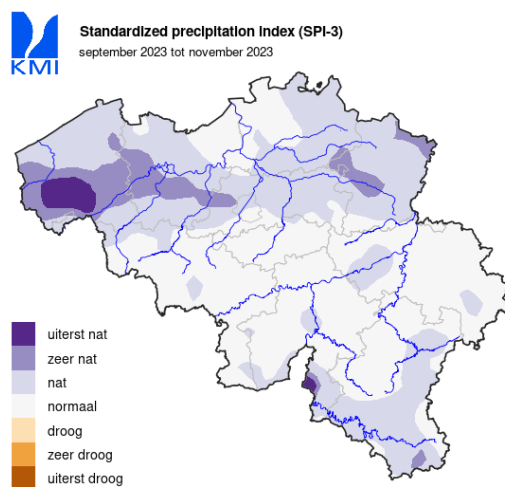 Standardized precipitation index (SPI-3)
september 2023 tot november 2023
KMI
uiterst nat
zeer nat
nat
normaal
droog
zeer droog
uiterst droog